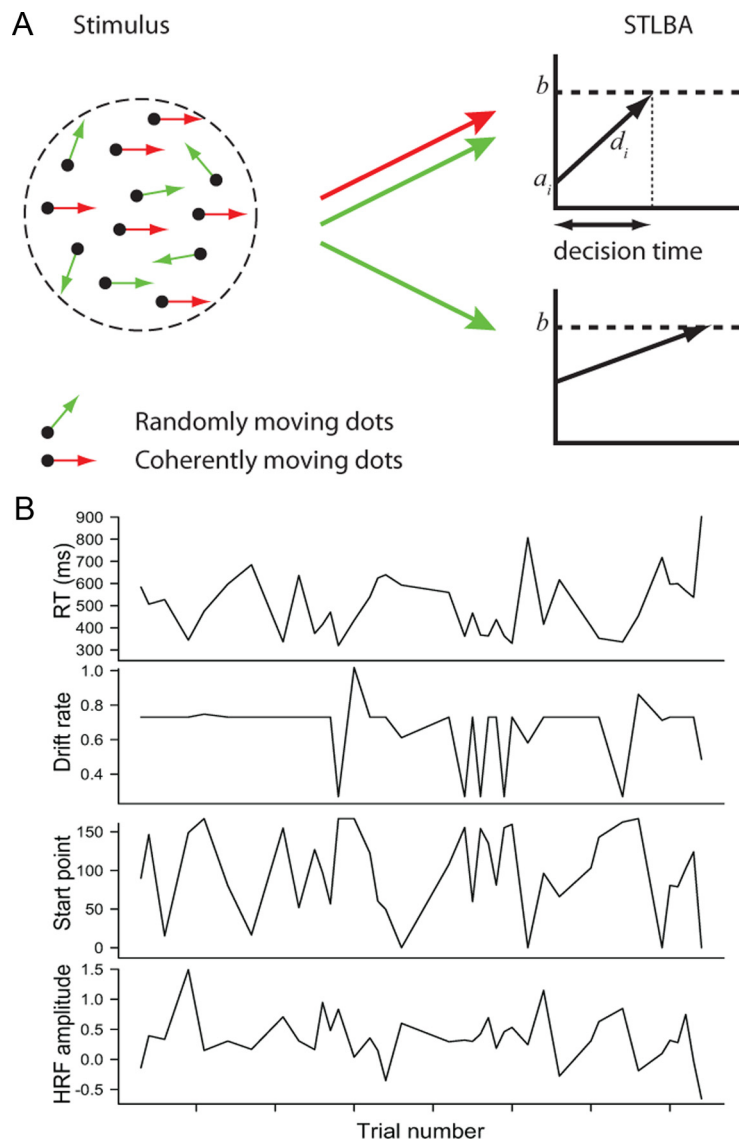 A
Stimulus
STLBA
b
d_i
a_i
decision time
b
Randomly moving dots
Coherently moving dots
B
RT (ms)
900
800
700
600
500
400
300
Drift rate
1.0
0.8
0.6
0.4
Start point
150
100
50
0
HRF amplitude
1.5
1.0
0.5
0.0
-0.5
Trial number